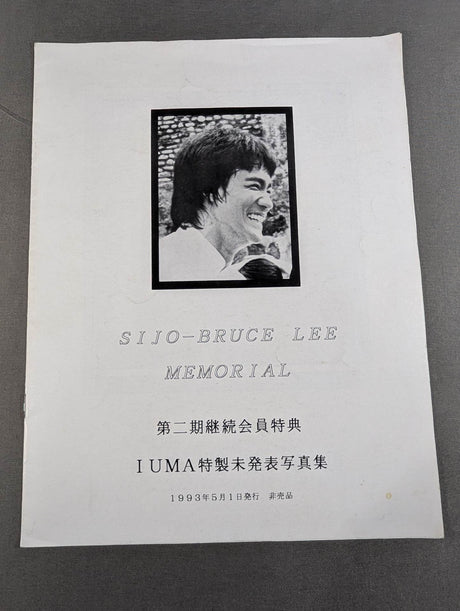 SIJO-BRUCE LEE
MEMORIAL
第二期継続会員特典
IUMA特製未発表写真集
1993年5月1日発行 非売品